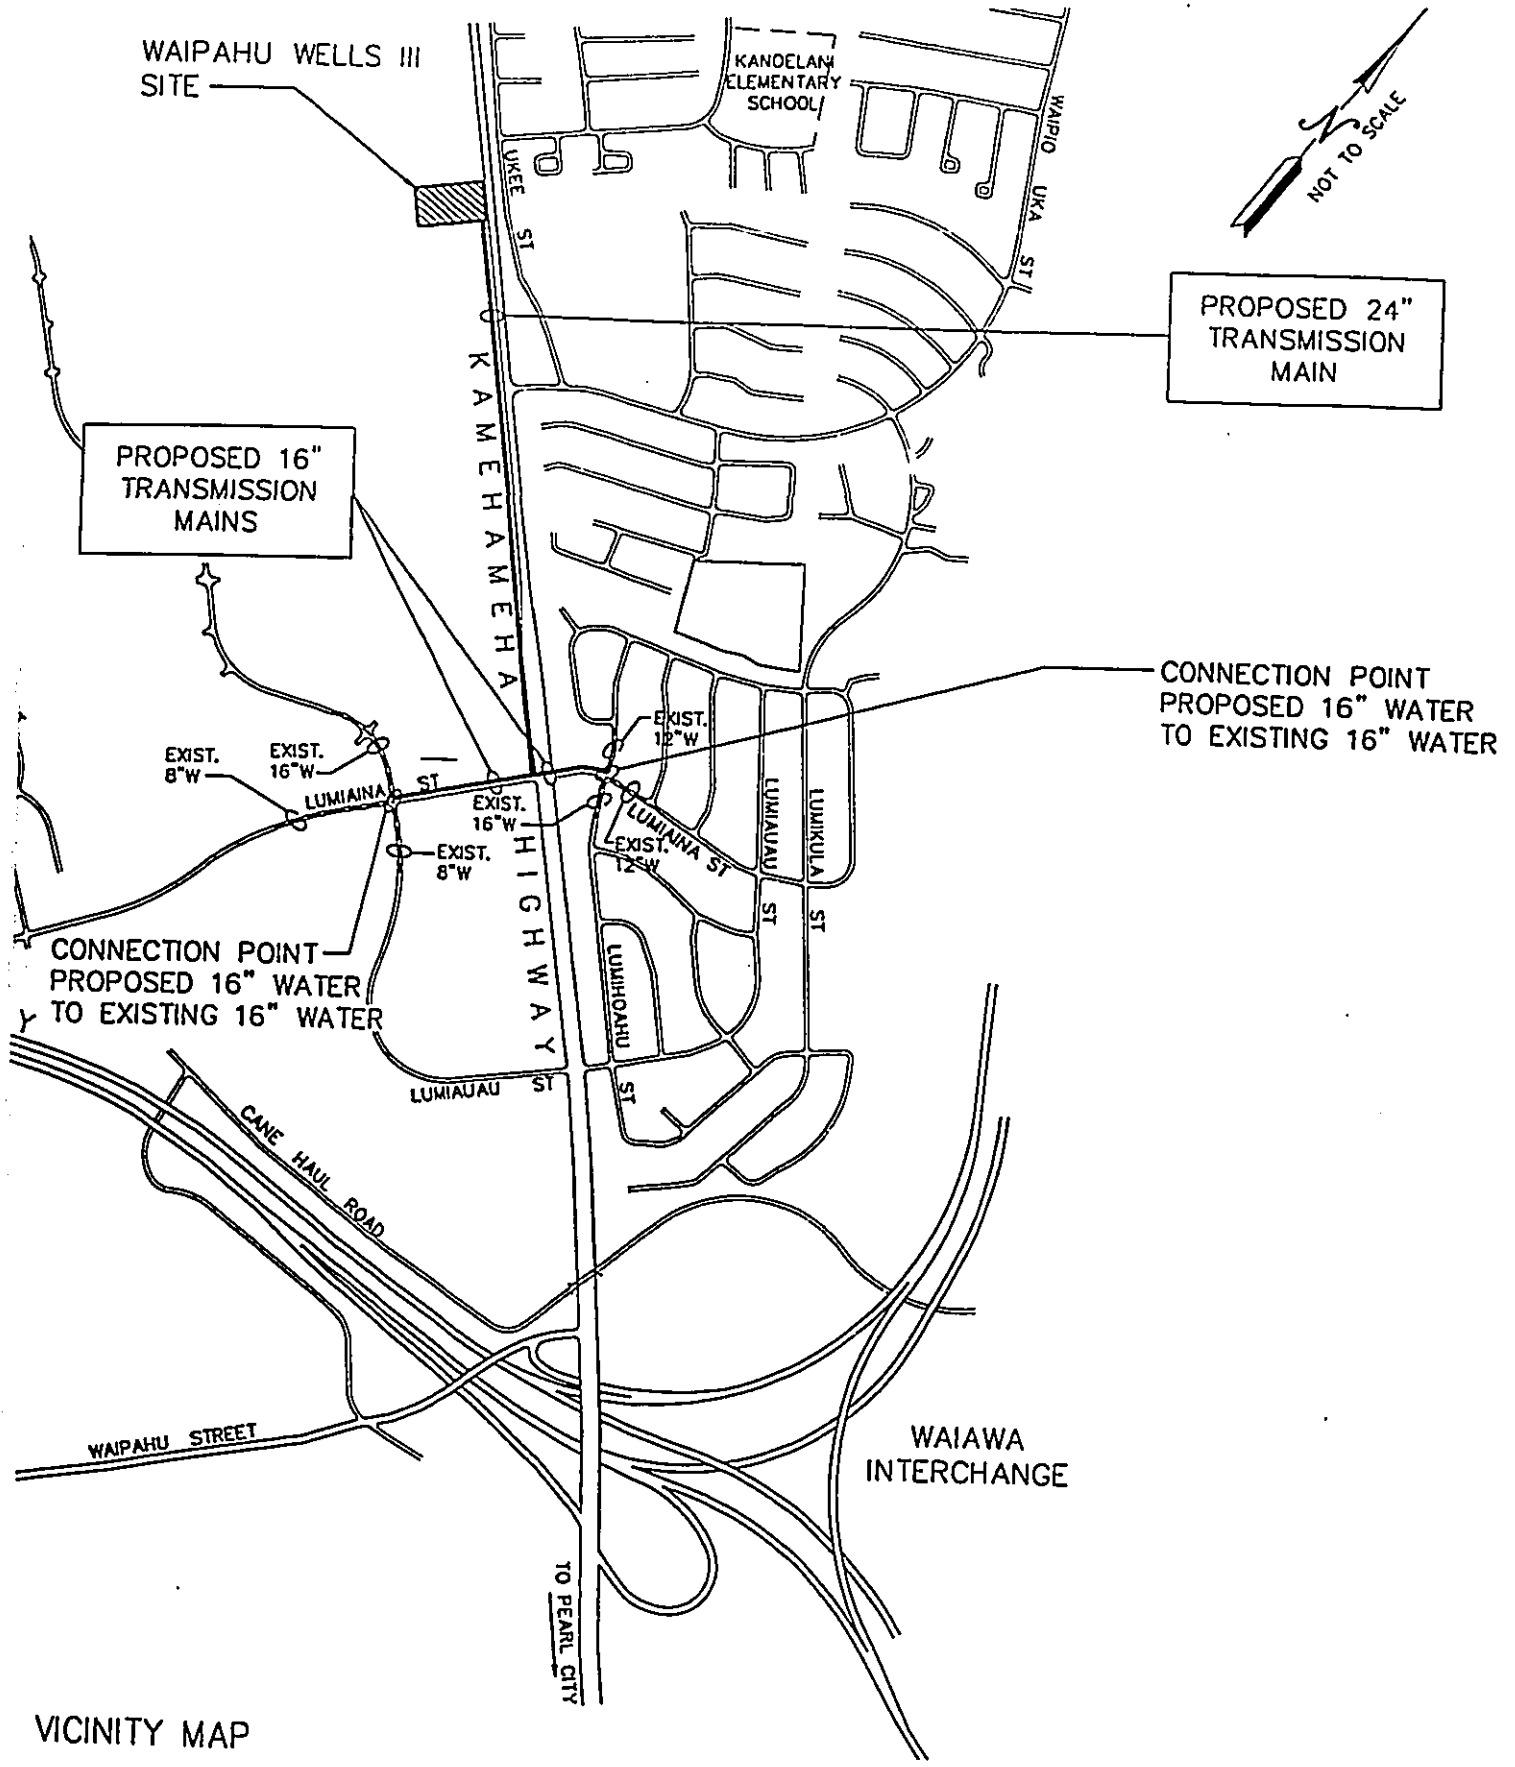 WAIPAHU WELLS III
SITE
KANOELANI
ELEMENTARY
SCHOOL
WAIPIO UKA ST
NOT TO SCALE
UKEE ST
PROPOSED 24"
TRANSMISSION
MAIN
PROPOSED 16"
TRANSMISSION
MAINS
KAMEHAMEHA HIGHWAY
CONNECTION POINT
PROPOSED 16" WATER
TO EXISTING 16" WATER
EXIST.
12"W
EXIST.
8"W
EXIST.
16"W
LUMIAINA ST
EXIST.
16"W
EXIST.
8"W
LUMIAINA ST
EXIST.
12"W
LUMIAUAU ST
LUMIKULA ST
CONNECTION POINT
PROPOSED 16" WATER
TO EXISTING 16" WATER
Y
LUMIHOAHU ST
LUMIAUAU ST
CANE HAUL ROAD
WAIPAHU STREET
WAIAWA
INTERCHANGE
TO PEARL CITY
VICINITY MAP